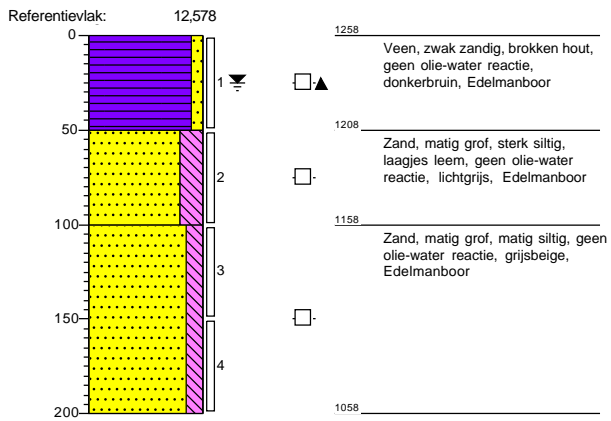 Referentievlak: 12,578
0
50
100
150
200
1
2
3
4
1258
Veen, zwak zandig, brokken hout,
geen olie-water reactie,
donkerbruin, Edelmanboor
1208
Zand, matig grof, sterk siltig,
laagjes leem, geen olie-water
reactie, lichtgrijs, Edelmanboor
1158
Zand, matig grof, matig siltig, geen
olie-water reactie, grijsbeige,
Edelmanboor
1058